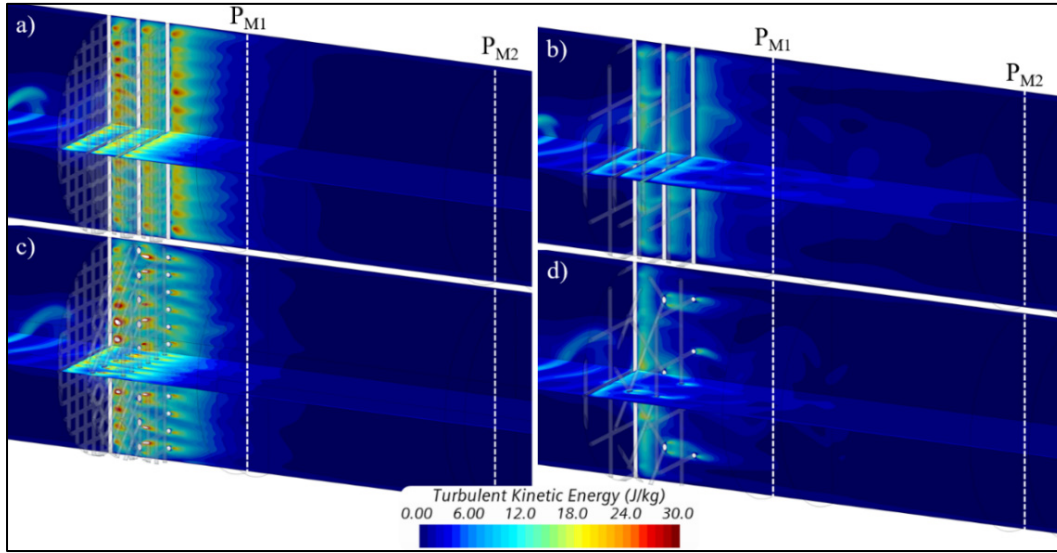 a)
P_M1
P_M2
b)
P_M1
P_M2
c)
d)
Turbulent Kinetic Energy (J/kg)
0.00 6.00 12.0 18.0 24.0 30.0